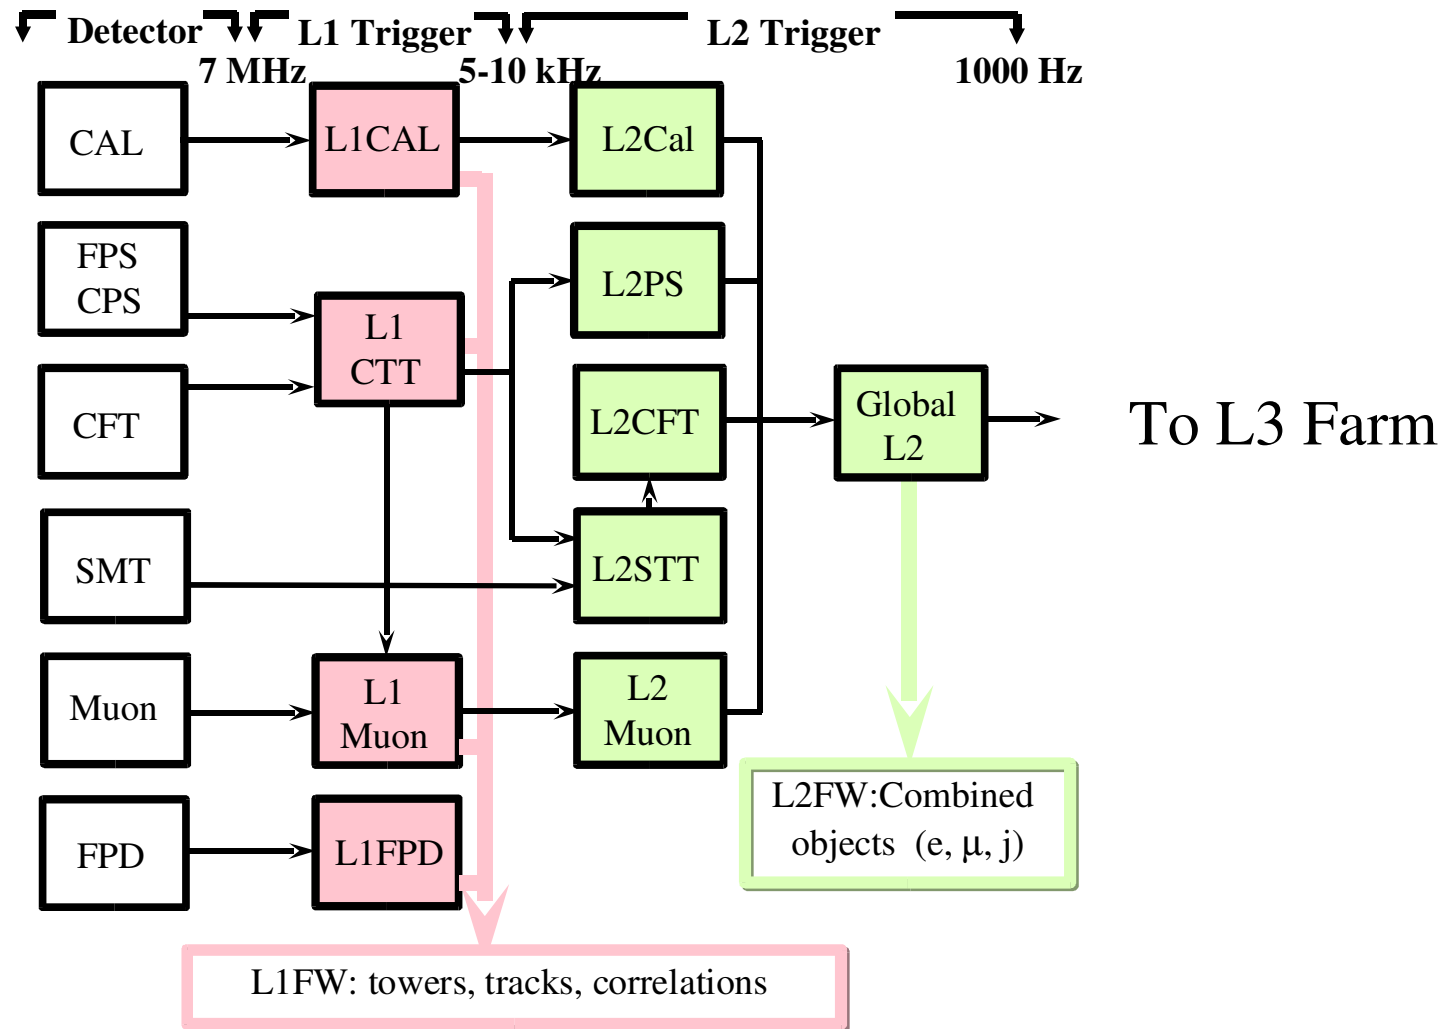 Detector
L1 Trigger
L2 Trigger
7 MHz
5-10 kHz
1000 Hz
CAL
L1CAL
L2Cal
FPS
CPS
L1
CTT
L2PS
CFT
L2CFT
Global
L2
To L3 Farm
SMT
L2STT
Muon
L1
Muon
L2
Muon
FPD
L1FPD
L2FW:Combined
objects (e, μ, j)
L1FW: towers, tracks, correlations